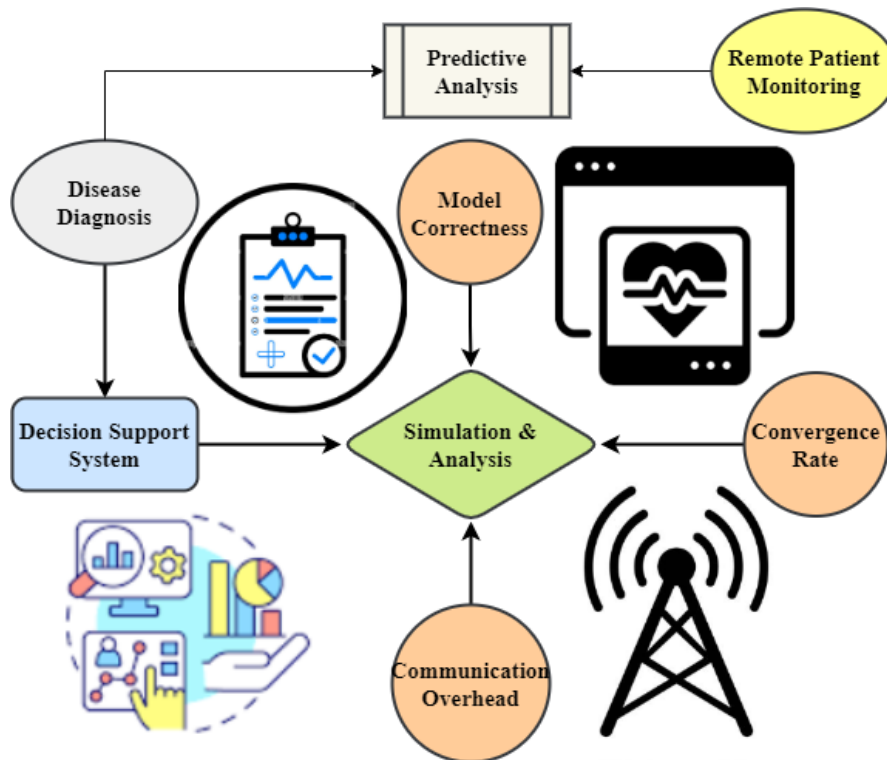 Predictive
Analysis
Remote Patient
Monitoring
Disease
Diagnosis
Model
Correctness
Decision Support
System
Simulation &
Analysis
Convergence
Rate
Communication
Overhead